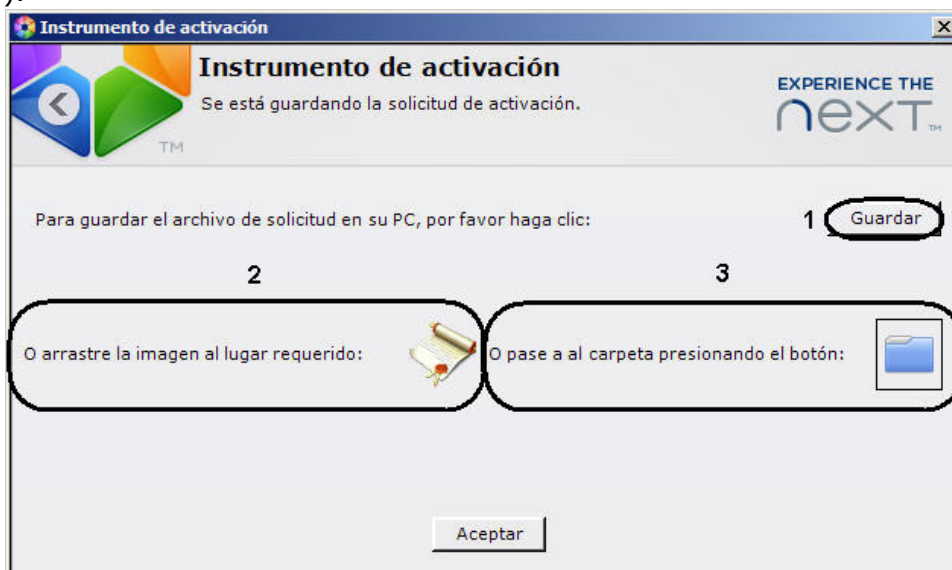 ).
Instrumento de activación
Instrumento de activación
Se está guardando la solicitud de activación.
EXPERIENCE THE
next TM
TM
Para guardar el archivo de solicitud en su PC, por favor haga clic:
1
Guardar
2
3
O arrastre la imagen al lugar requerido:
O pase a al carpeta presionando el botón:
Aceptar